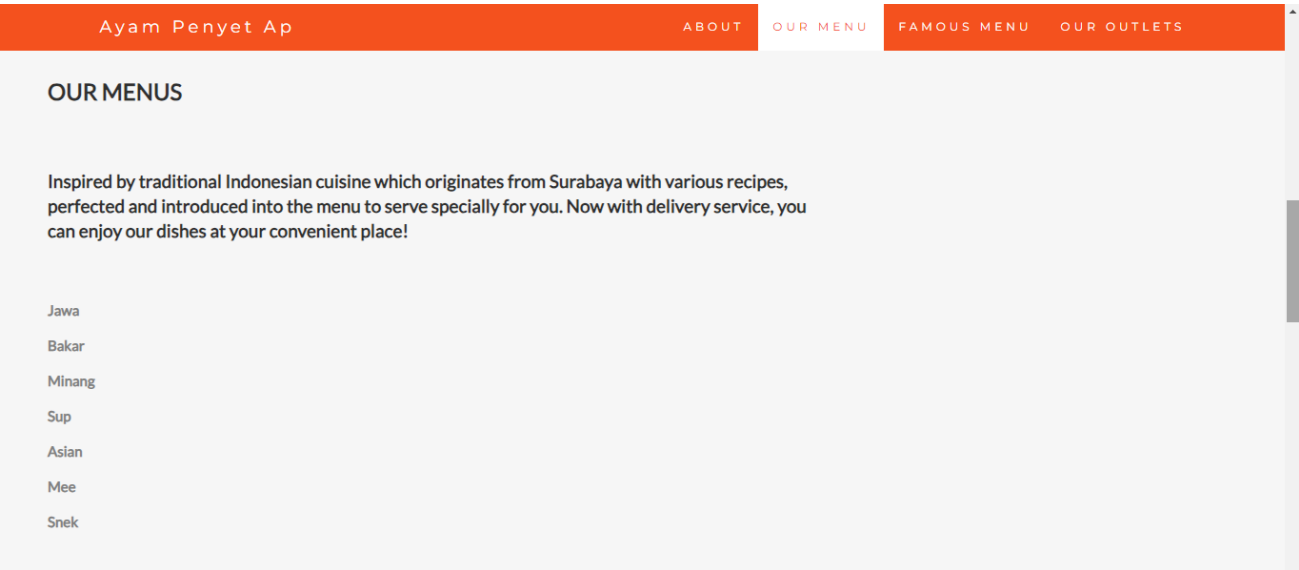 Ayam Penyet Ap
ABOUT
OUR MENU
FAMOUS MENU
OUR OUTLETS
OUR MENUS
Inspired by traditional Indonesian cuisine which originates from Surabaya with various recipes,
perfected and introduced into the menu to serve specially for you. Now with delivery service, you
can enjoy our dishes at your convenient place!
Jawa
Bakar
Minang
Sup
Asian
Mee
Snek